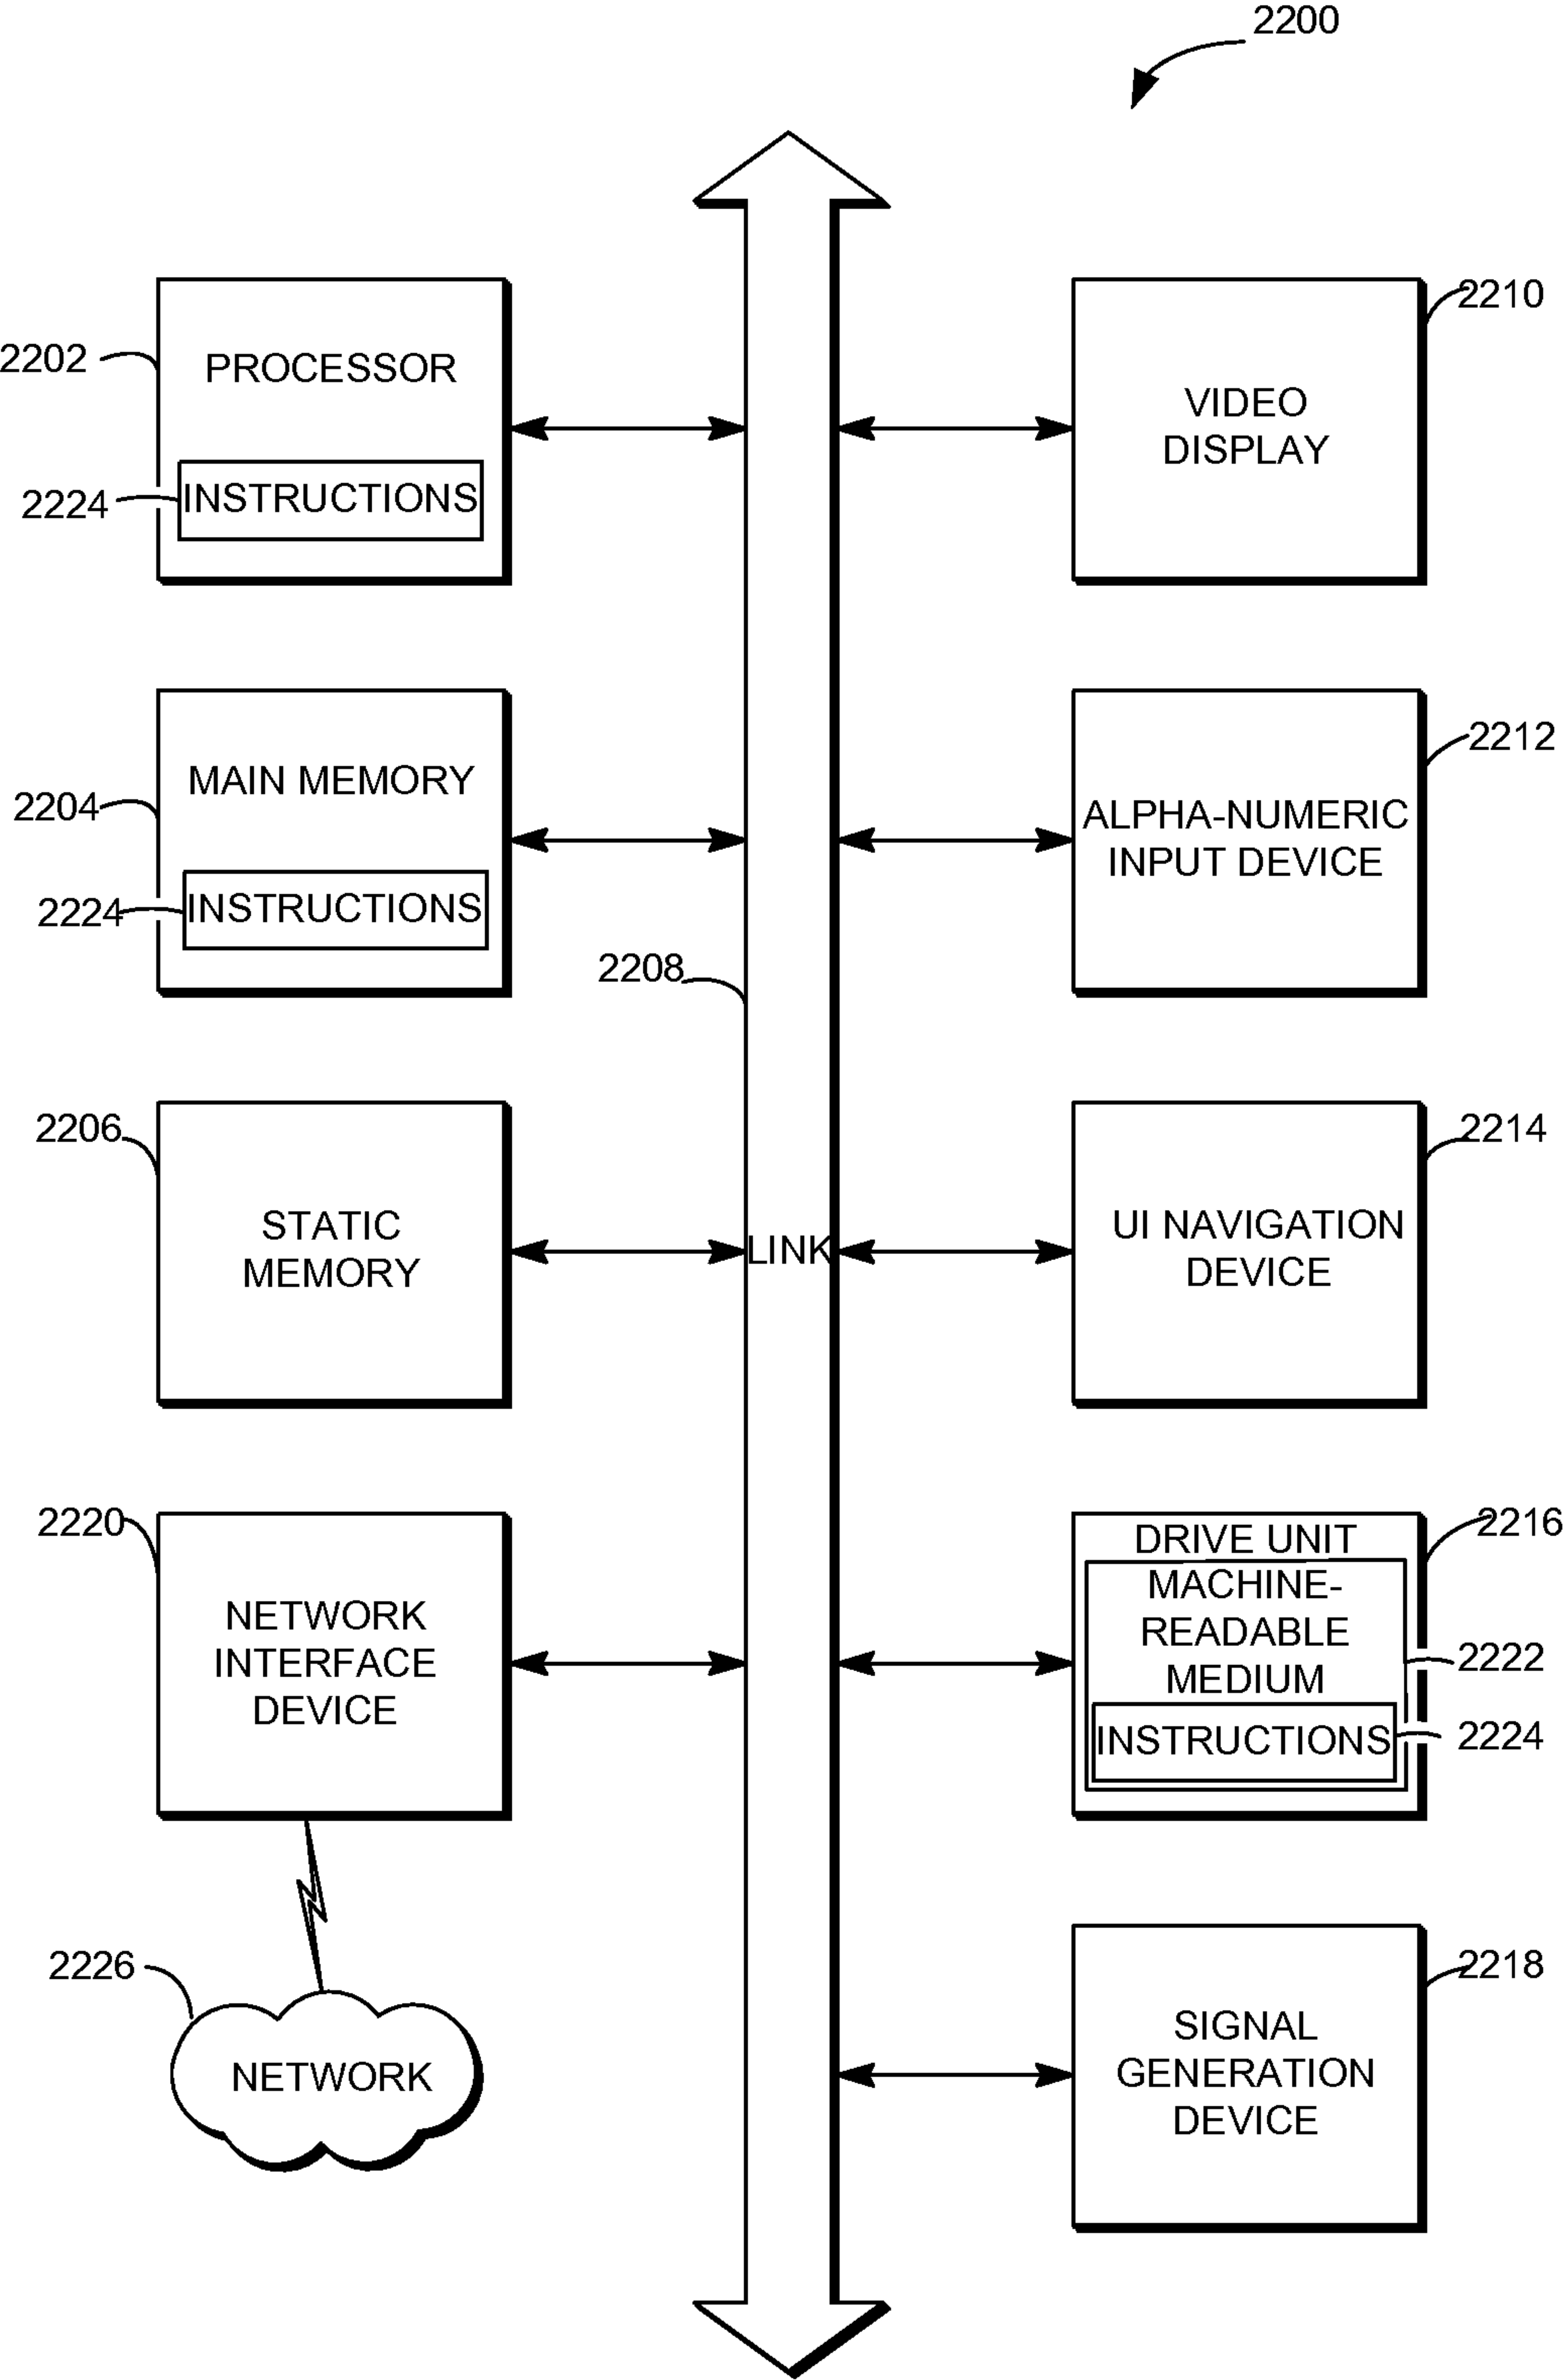 2200
2202
PROCESSOR
2224
INSTRUCTIONS
2210
VIDEO
DISPLAY
2204
MAIN MEMORY
2224
INSTRUCTIONS
2208
2212
ALPHA-NUMERIC
INPUT DEVICE
2206
STATIC
MEMORY
LINK
2214
UI NAVIGATION
DEVICE
2220
NETWORK
INTERFACE
DEVICE
2216
DRIVE UNIT
MACHINE-
READABLE
MEDIUM
2222
INSTRUCTIONS
2224
2226
NETWORK
2218
SIGNAL
GENERATION
DEVICE